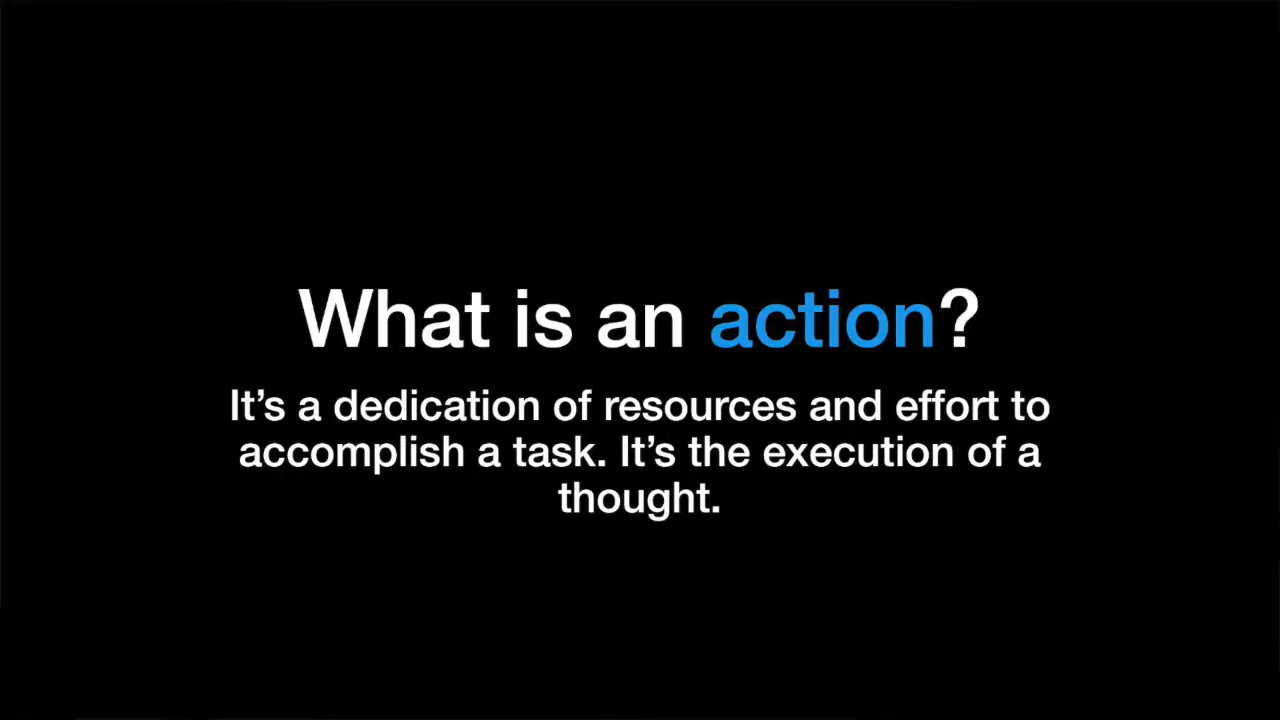 What is an action?
It’s a dedication of resources and effort to
accomplish a task. It’s the execution of a
thought.